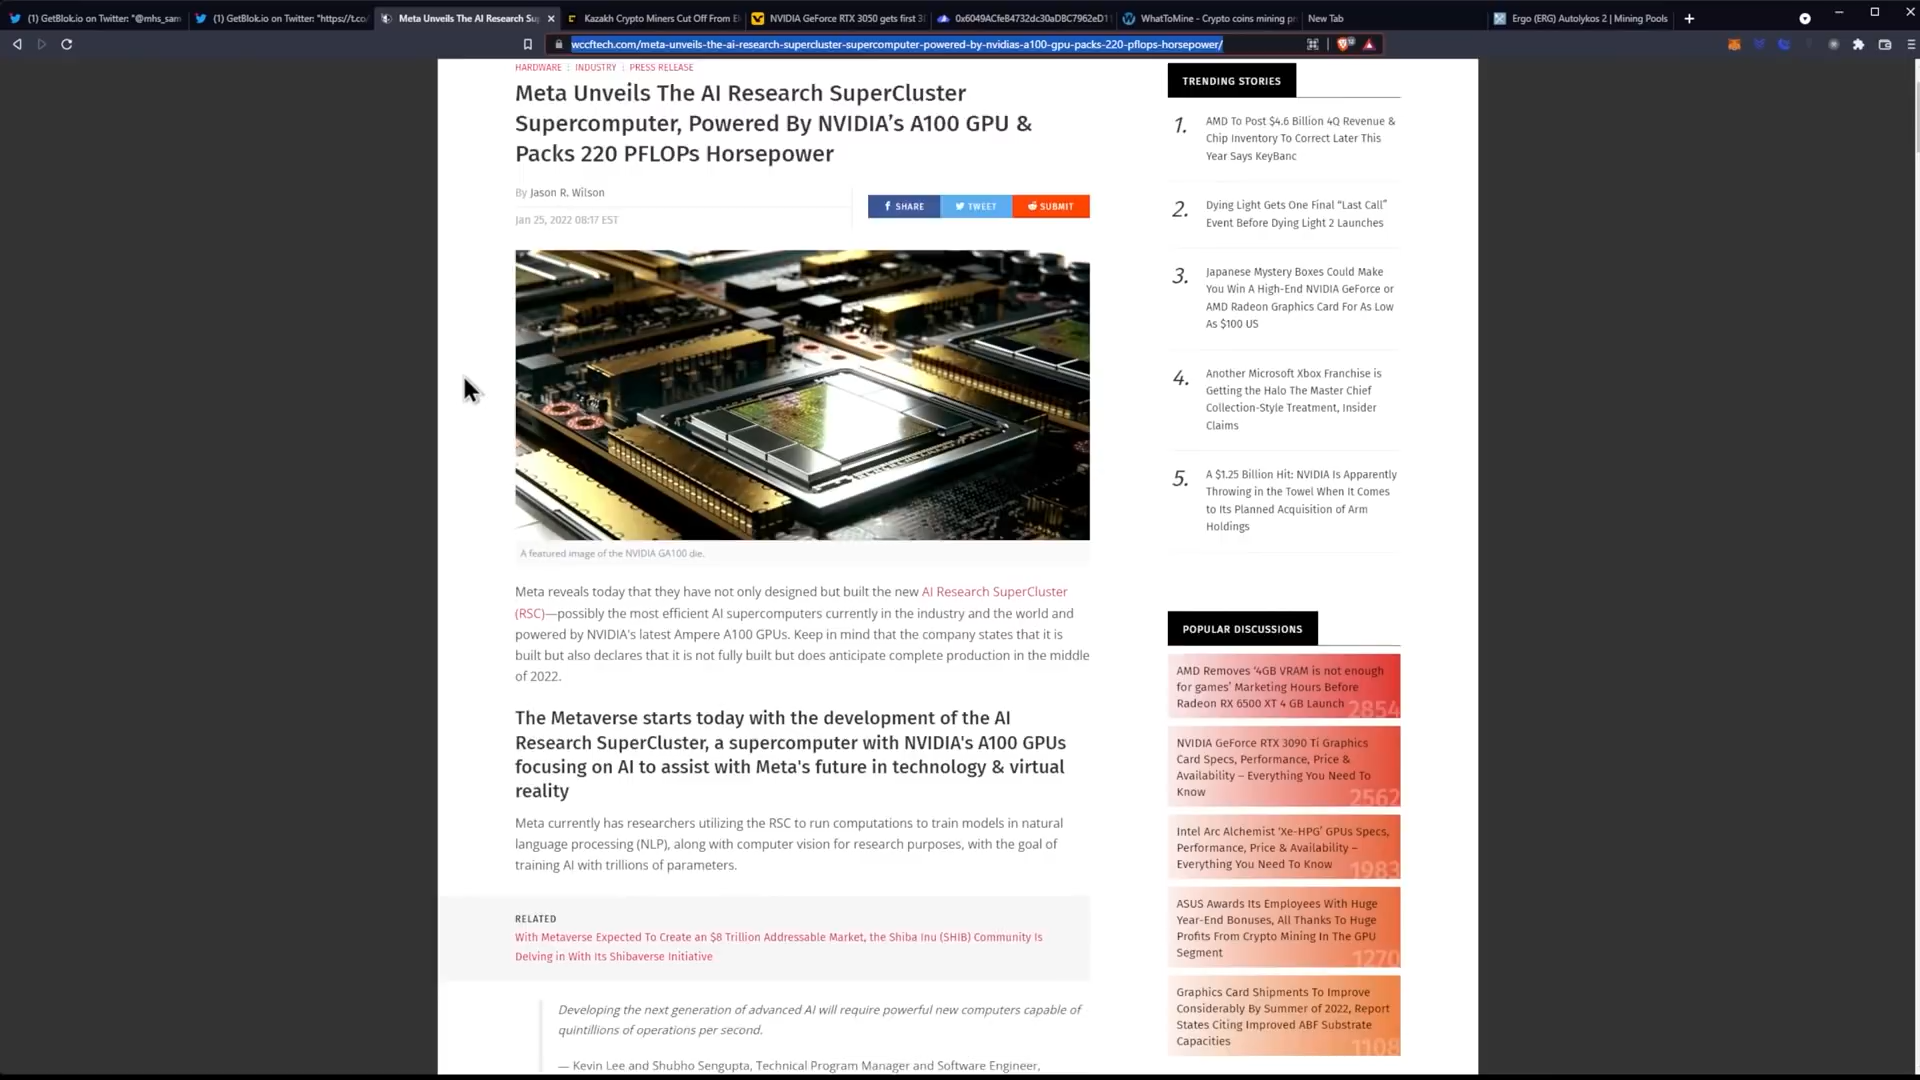 (1) GetBlok.io on Twitter: "@mhs_sam
(1) GetBlok.io on Twitter: "https://t.co/
Meta Unveils The AI Research Su
Kazakh Crypto Miners Cut Off From E
NVIDIA GeForce RTX 3050 gets first 3
0x6049ACfeB4732dc30aDBC7962eD1
WhatToMine - Crypto coins mining pr
New Tab
Ergo (ERG) Autolykos 2 | Mining Pools
wccftech.com/meta-unveils-the-ai-research-supercluster-supercomputer-powered-by-nvidias-a100-gpu-packs-220-pflops-horsepower/
HARDWARE : INDUSTRY : PRESS RELEASE
Meta Unveils The AI Research SuperCluster
Supercomputer, Powered By NVIDIA’s A100 GPU &
Packs 220 PFLOPs Horsepower
By Jason R. Wilson
Jan 25, 2022 08:17 EST
SHARE
TWEET
SUBMIT
A featured image of the NVIDIA GA100 die.
Meta reveals today that they have not only designed but built the new AI Research SuperCluster
(RSC)—possibly the most efficient AI supercomputers currently in the industry and the world and
powered by NVIDIA's latest Ampere A100 GPUs. Keep in mind that the company states that it is
built but also declares that it is not fully built but does anticipate complete production in the middle
of 2022.
The Metaverse starts today with the development of the AI
Research SuperCluster, a supercomputer with NVIDIA's A100 GPUs
focusing on AI to assist with Meta's future in technology & virtual
reality
Meta currently has researchers utilizing the RSC to run computations to train models in natural
language processing (NLP), along with computer vision for research purposes, with the goal of
training AI with trillions of parameters.
RELATED
With Metaverse Expected To Create an $8 Trillion Addressable Market, the Shiba Inu (SHIB) Community Is
Delving in With Its Shibaverse Initiative
Developing the next generation of advanced AI will require powerful new computers capable of
quintillions of operations per second.
— Kevin Lee and Shubho Sengupta, Technical Program Manager and Software Engineer,
TRENDING STORIES
1. AMD To Post $4.6 Billion 4Q Revenue &
Chip Inventory To Correct Later This
Year Says KeyBanc
2. Dying Light Gets One Final “Last Call”
Event Before Dying Light 2 Launches
3. Japanese Mystery Boxes Could Make
You Win A High-End NVIDIA GeForce or
AMD Radeon Graphics Card For As Low
As $100 US
4. Another Microsoft Xbox Franchise is
Getting the Halo The Master Chief
Collection-Style Treatment, Insider
Claims
5. A $1.25 Billion Hit: NVIDIA Is Apparently
Throwing in the Towel When It Comes
to Its Planned Acquisition of Arm
Holdings
POPULAR DISCUSSIONS
AMD Removes ‘4GB VRAM is not enough
for games’ Marketing Hours Before
Radeon RX 6500 XT 4 GB Launch
2854
NVIDIA GeForce RTX 3090 Ti Graphics
Card Specs, Performance, Price &
Availability – Everything You Need To
Know
2562
Intel Arc Alchemist ‘Xe-HPG’ GPUs Specs,
Performance, Price & Availability –
Everything You Need To Know
1983
ASUS Awards Its Employees With Huge
Year-End Bonuses, All Thanks To Huge
Profits From Crypto Mining In The GPU
Segment
1270
Graphics Card Shipments To Improve
Considerably By Summer of 2022, Report
States Citing Improved ABF Substrate
Capacities
1108